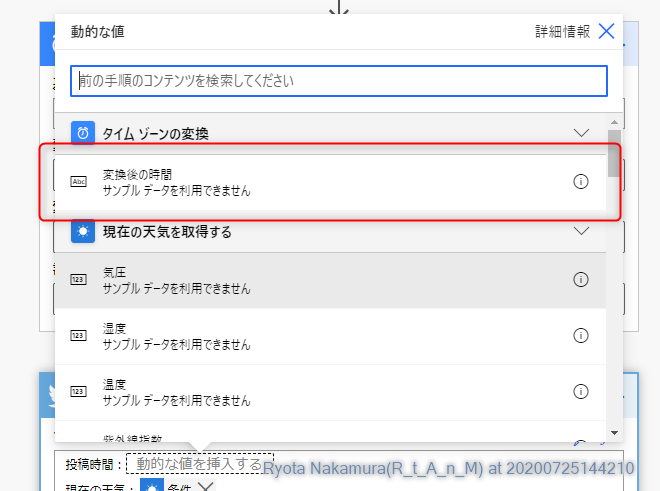 動的な値
詳細情報
前の手順のコンテンツを検索してください
タイム ゾーンの変換
Abc
変換後の時間
サンプル データを利用できません
現在の天気を取得する
123
気圧
サンプル データを利用できません
123
湿度
サンプル データを利用できません
123
温度
サンプル データを利用できません
紫外線指数
投稿時間：
動的な値を挿入する
Ryota Nakamura(R_t_A_n_M) at 20200725144210
現在の天気：
条件